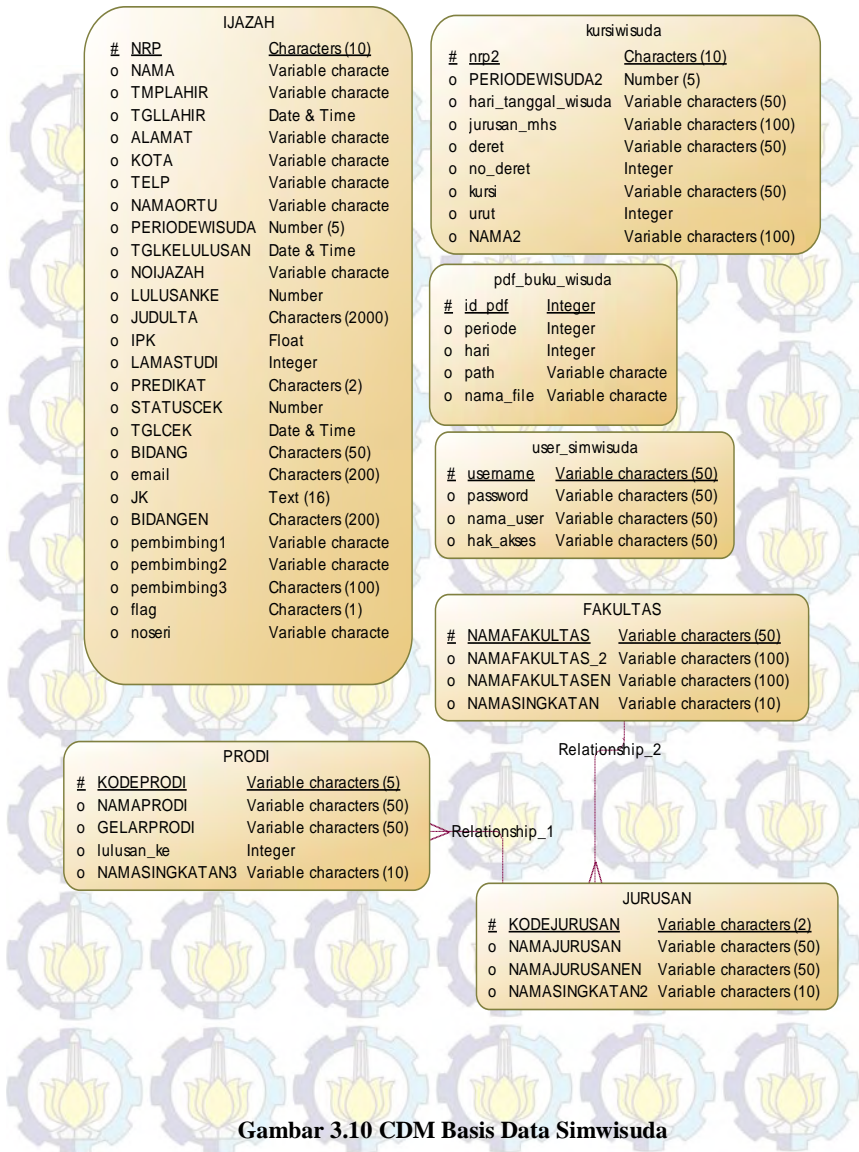 IJAZAH
# NRP Characters (10)
o NAMA Variable characte
o TMPLAHIR Variable characte
o TGLLAHIR Date & Time
o ALAMAT Variable characte
o KOTA Variable characte
o TELP Variable characte
o NAMAORTU Variable characte
o PERIODEWISUDA Number (5)
o TGLKELULUSAN Date & Time
o NOIJAZAH Variable characte
o LULUSANKE Number
o JUDULTA Characters (2000)
o IPK Float
o LAMASTUDI Integer
o PREDIKAT Characters (2)
o STATUSCEK Number
o TGLCEK Date & Time
o BIDANG Characters (50)
o email Characters (200)
o JK Text (16)
o BIDANGEN Characters (200)
o pembimbing1 Variable characte
o pembimbing2 Variable characte
o pembimbing3 Characters (100)
o flag Characters (1)
o noseri Variable characte
kursiwisuda
# nrp2 Characters (10)
o PERIODEWISUDA2 Number (5)
o hari_tanggal_wisuda Variable characters (50)
o jurusan_mhs Variable characters (100)
o deret Variable characters (50)
o no_deret Integer
o kursi Variable characters (50)
o urut Integer
o NAMA2 Variable characters (100)
pdf_buku_wisuda
# id_pdf Integer
o periode Integer
o hari Integer
o path Variable characte
o nama_file Variable characte
user_simwisuda
# username Variable characters (50)
o password Variable characters (50)
o nama_user Variable characters (50)
o hak_akses Variable characters (50)
FAKULTAS
# NAMAFAKULTAS Variable characters (50)
o NAMAFAKULTAS_2 Variable characters (100)
o NAMAFAKULTASEN Variable characters (100)
o NAMASINGKATAN Variable characters (10)
Relationship_2
PRODI
# KODEPRODI Variable characters (5)
o NAMAPRODI Variable characters (50)
o GELARPRODI Variable characters (50)
o lulusan_ke Integer
o NAMASINGKATAN3 Variable characters (10)
Relationship_1
JURUSAN
# KODEJURUSAN Variable characters (2)
o NAMAJURUSAN Variable characters (50)
o NAMAJURUSANEN Variable characters (50)
o NAMASINGKATAN2 Variable characters (10)
Gambar 3.10 CDM Basis Data Simwisuda